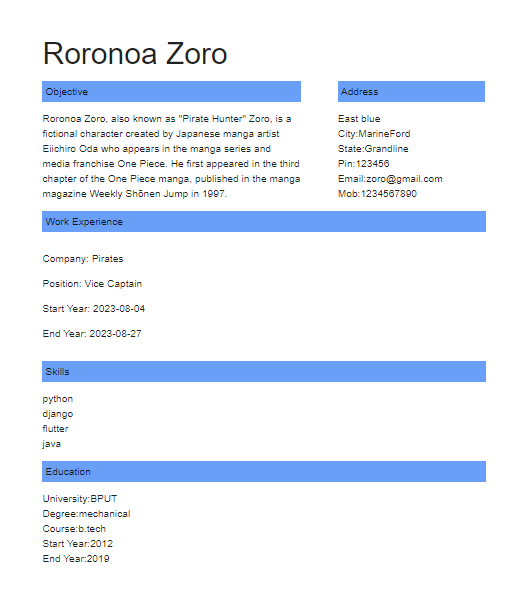 Roronoa Zoro
Objective
Roronoa Zoro, also known as "Pirate Hunter" Zoro, is a
fictional character created by Japanese manga artist
Eiichiro Oda who appears in the manga series and
media franchise One Piece. He first appeared in the third
chapter of the One Piece manga, published in the manga
magazine Weekly Shōnen Jump in 1997.
Address
East blue
City:MarineFord
State:Grandline
Pin:123456
Email:zoro@gmail.com
Mob:1234567890
Work Experience
Company: Pirates
Position: Vice Captain
Start Year: 2023-08-04
End Year: 2023-08-27
Skills
python
django
flutter
java
Education
University:BPUT
Degree:mechanical
Course:b.tech
Start Year:2012
End Year:2019